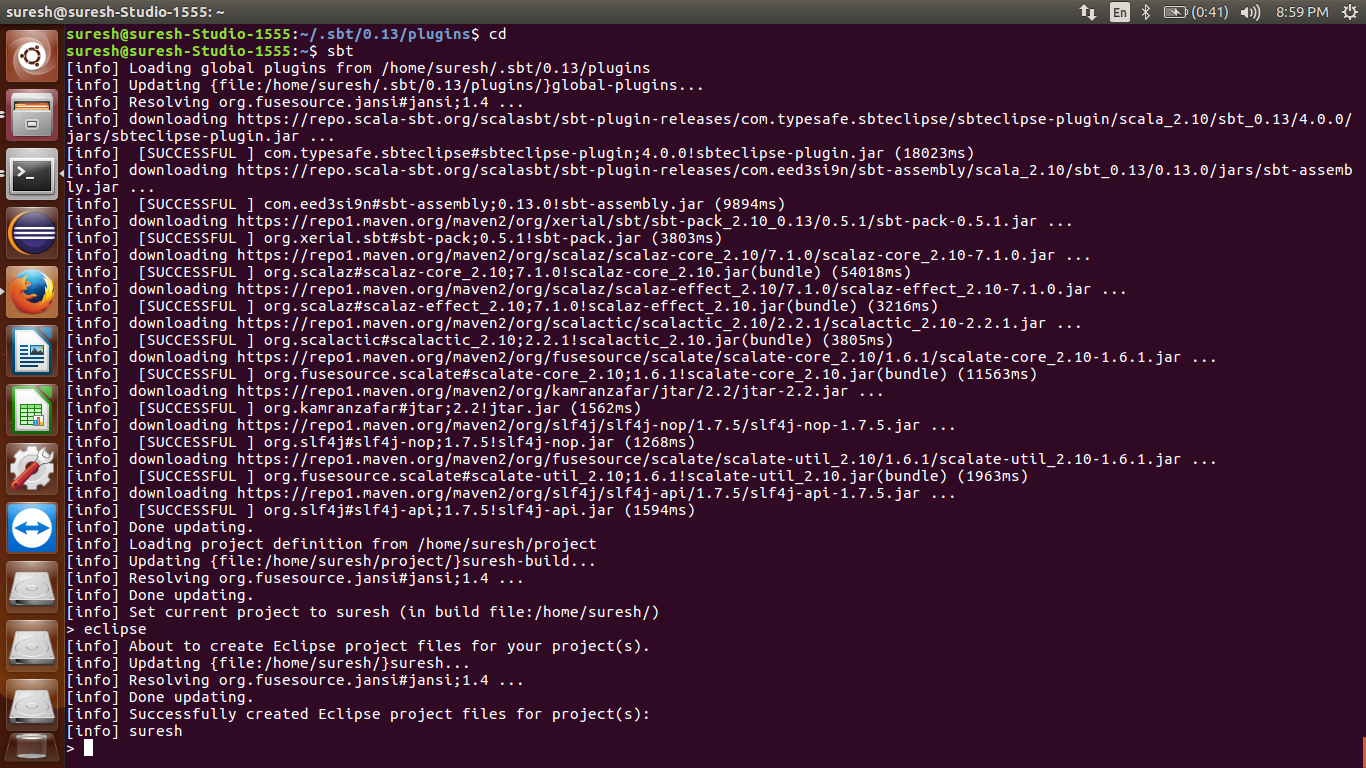 suresh@suresh-Studio-1555: ~
En (0:41) 8:59 PM
suresh@suresh-Studio-1555:~/.sbt/0.13/plugins$ cd
suresh@suresh-Studio-1555:~$ sbt
[info] Loading global plugins from /home/suresh/.sbt/0.13/plugins
[info] Updating {file:/home/suresh/.sbt/0.13/plugins/}global-plugins...
[info] Resolving org.fusesource.jansi#jansi;1.4 ...
[info] downloading https://repo.scala-sbt.org/scalasbt/sbt-plugin-releases/com.typesafe.sbteclipse/sbteclipse-plugin/scala_2.10/sbt_0.13/4.0.0/
jars/sbteclipse-plugin.jar ...
[info]  [SUCCESSFUL ] com.typesafe.sbteclipse#sbteclipse-plugin;4.0.0!sbteclipse-plugin.jar (18023ms)
[info] downloading https://repo.scala-sbt.org/scalasbt/sbt-plugin-releases/com.eed3si9n/sbt-assembly/scala_2.10/sbt_0.13/0.13.0/jars/sbt-assemb
ly.jar ...
[info]  [SUCCESSFUL ] com.eed3si9n#sbt-assembly;0.13.0!sbt-assembly.jar (9894ms)
[info] downloading https://repo1.maven.org/maven2/org/xerial/sbt/sbt-pack_2.10_0.13/0.5.1/sbt-pack-0.5.1.jar ...
[info]  [SUCCESSFUL ] org.xerial.sbt#sbt-pack;0.5.1!sbt-pack.jar (3803ms)
[info] downloading https://repo1.maven.org/maven2/org/scalaz/scalaz-core_2.10/7.1.0/scalaz-core_2.10-7.1.0.jar ...
[info]  [SUCCESSFUL ] org.scalaz#scalaz-core_2.10;7.1.0!scalaz-core_2.10.jar(bundle) (54018ms)
[info] downloading https://repo1.maven.org/maven2/org/scalaz/scalaz-effect_2.10/7.1.0/scalaz-effect_2.10-7.1.0.jar ...
[info]  [SUCCESSFUL ] org.scalaz#scalaz-effect_2.10;7.1.0!scalaz-effect_2.10.jar(bundle) (3216ms)
[info] downloading https://repo1.maven.org/maven2/org/scalactic/scalactic_2.10/2.2.1/scalactic_2.10-2.2.1.jar ...
[info]  [SUCCESSFUL ] org.scalactic#scalactic_2.10;2.2.1!scalactic_2.10.jar(bundle) (3805ms)
[info] downloading https://repo1.maven.org/maven2/org/fusesource/scalate/scalate-core_2.10/1.6.1/scalate-core_2.10-1.6.1.jar ...
[info]  [SUCCESSFUL ] org.fusesource.scalate#scalate-core_2.10;1.6.1!scalate-core_2.10.jar(bundle) (11563ms)
[info] downloading https://repo1.maven.org/maven2/org/kamranzafar/jtar/2.2/jtar-2.2.jar ...
[info]  [SUCCESSFUL ] org.kamranzafar#jtar;2.2!jtar.jar (1562ms)
[info] downloading https://repo1.maven.org/maven2/org/slf4j/slf4j-nop/1.7.5/slf4j-nop-1.7.5.jar ...
[info]  [SUCCESSFUL ] org.slf4j#slf4j-nop;1.7.5!slf4j-nop.jar (1268ms)
[info] downloading https://repo1.maven.org/maven2/org/fusesource/scalate/scalate-util_2.10/1.6.1/scalate-util_2.10-1.6.1.jar ...
[info]  [SUCCESSFUL ] org.fusesource.scalate#scalate-util_2.10;1.6.1!scalate-util_2.10.jar(bundle) (1963ms)
[info] downloading https://repo1.maven.org/maven2/org/slf4j/slf4j-api/1.7.5/slf4j-api-1.7.5.jar ...
[info]  [SUCCESSFUL ] org.slf4j#slf4j-api;1.7.5!slf4j-api.jar (1594ms)
[info] Done updating.
[info] Loading project definition from /home/suresh/project
[info] Updating {file:/home/suresh/project/}suresh-build...
[info] Resolving org.fusesource.jansi#jansi;1.4 ...
[info] Done updating.
[info] Set current project to suresh (in build file:/home/suresh/)
> eclipse
[info] About to create Eclipse project files for your project(s).
[info] Updating {file:/home/suresh/}suresh...
[info] Resolving org.fusesource.jansi#jansi;1.4 ...
[info] Done updating.
[info] Successfully created Eclipse project files for project(s):
[info] suresh
>